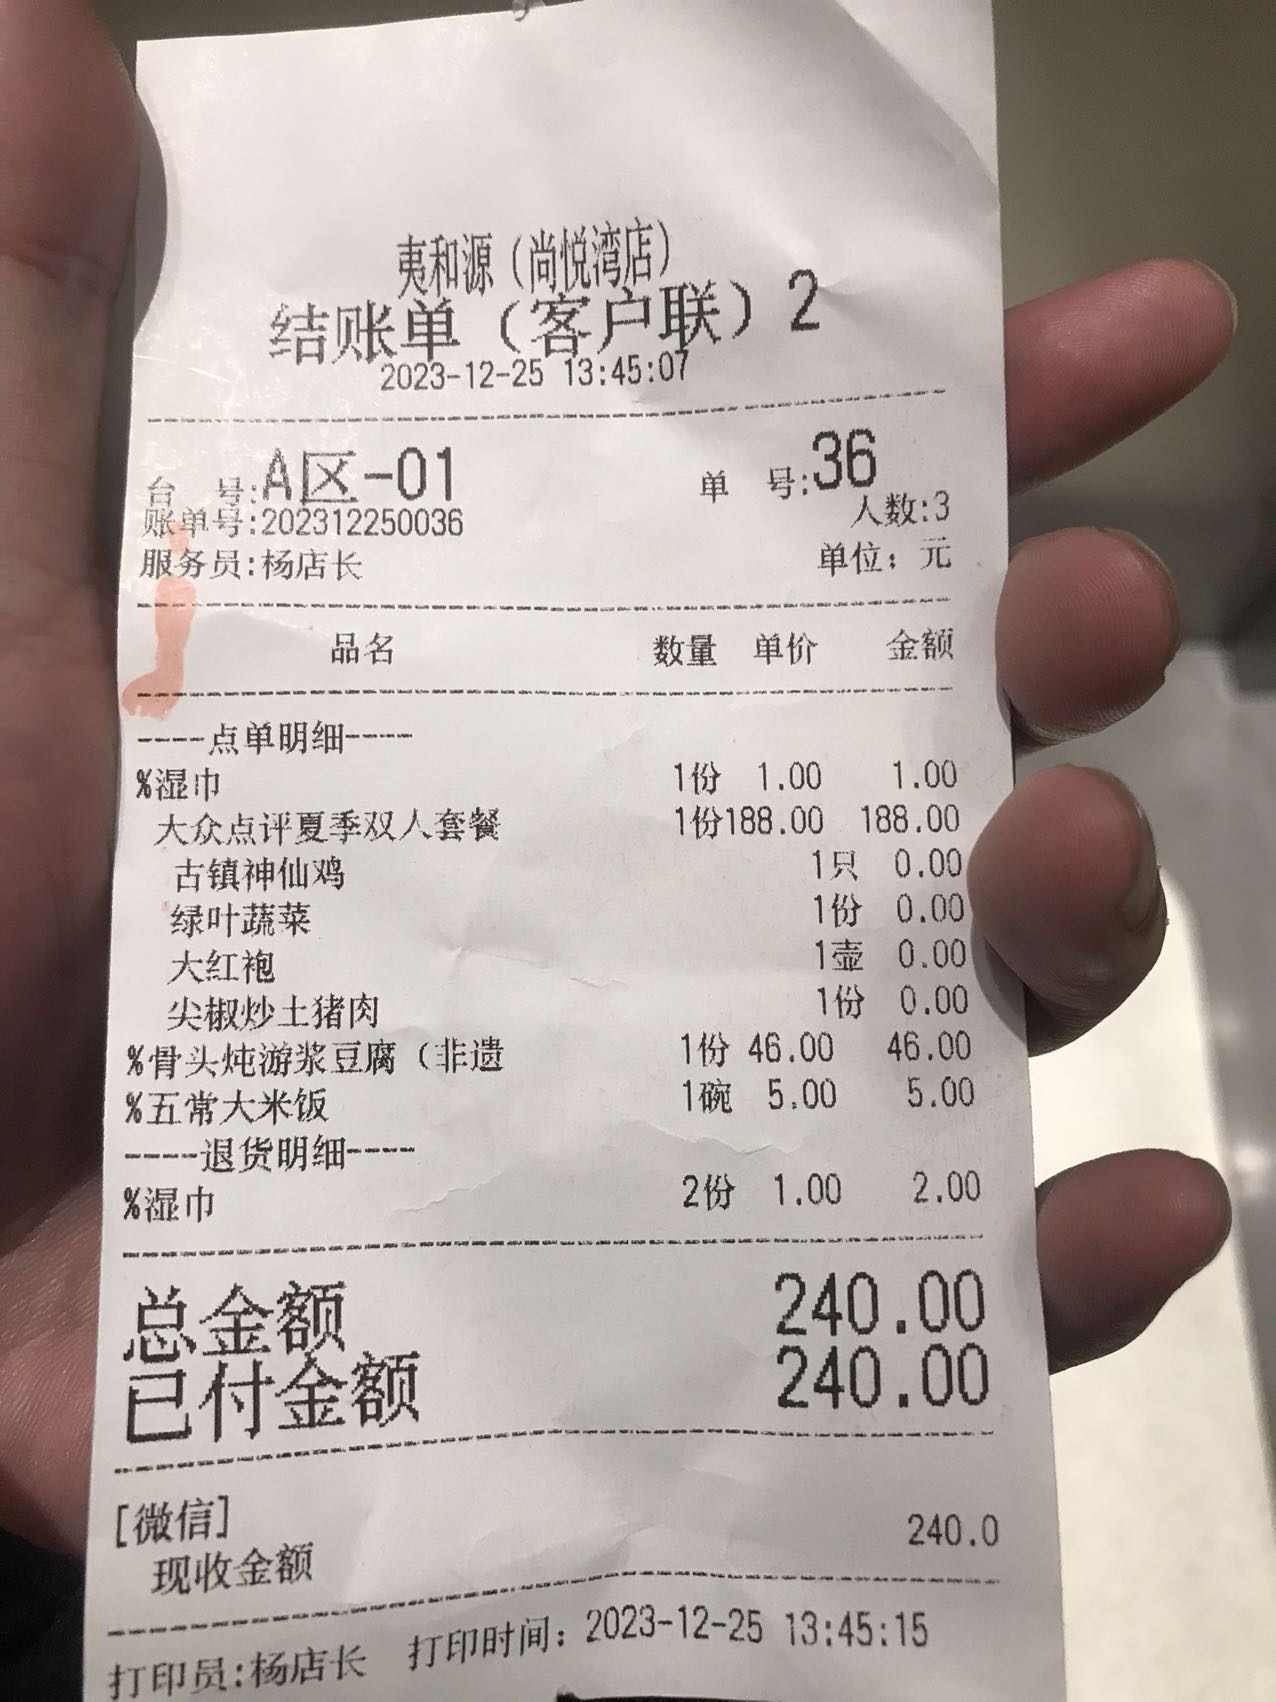 夷和源（尚悦湾店）
结账单（客户联）2
2023-12-25 13:45:07
台 号:A区-01 单 号:36
人数:3
账单号:202312250036
服务员:杨店长 单位：元
品名 数量 单价 金额
----点单明细----
%湿巾 1份 1.00 1.00
大众点评夏季双人套餐 1份188.00 188.00
古镇神仙鸡 1只 0.00
绿叶蔬菜 1份 0.00
大红袍 1壶 0.00
尖椒炒土猪肉 1份 0.00
%骨头炖游浆豆腐（非遗 1份 46.00 46.00
%五常大米饭 1碗 5.00 5.00
----退货明细----
%湿巾 2份 1.00 2.00
总金额 240.00
已付金额 240.00
[微信] 240.0
现收金额
打印员:杨店长 打印时间：2023-12-25 13:45:15